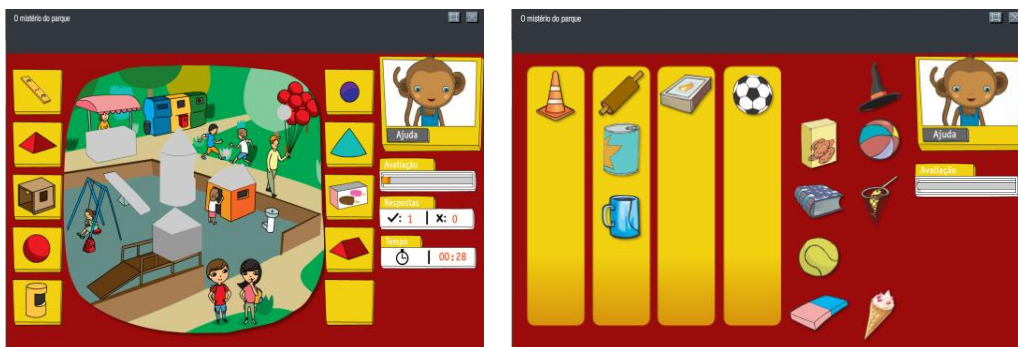 O mistério do parque
Ajuda
Avaliação
Respostas
✓: 1 | x: 0
Tempo
00:28
O mistério do parque
Ajuda
Avaliação